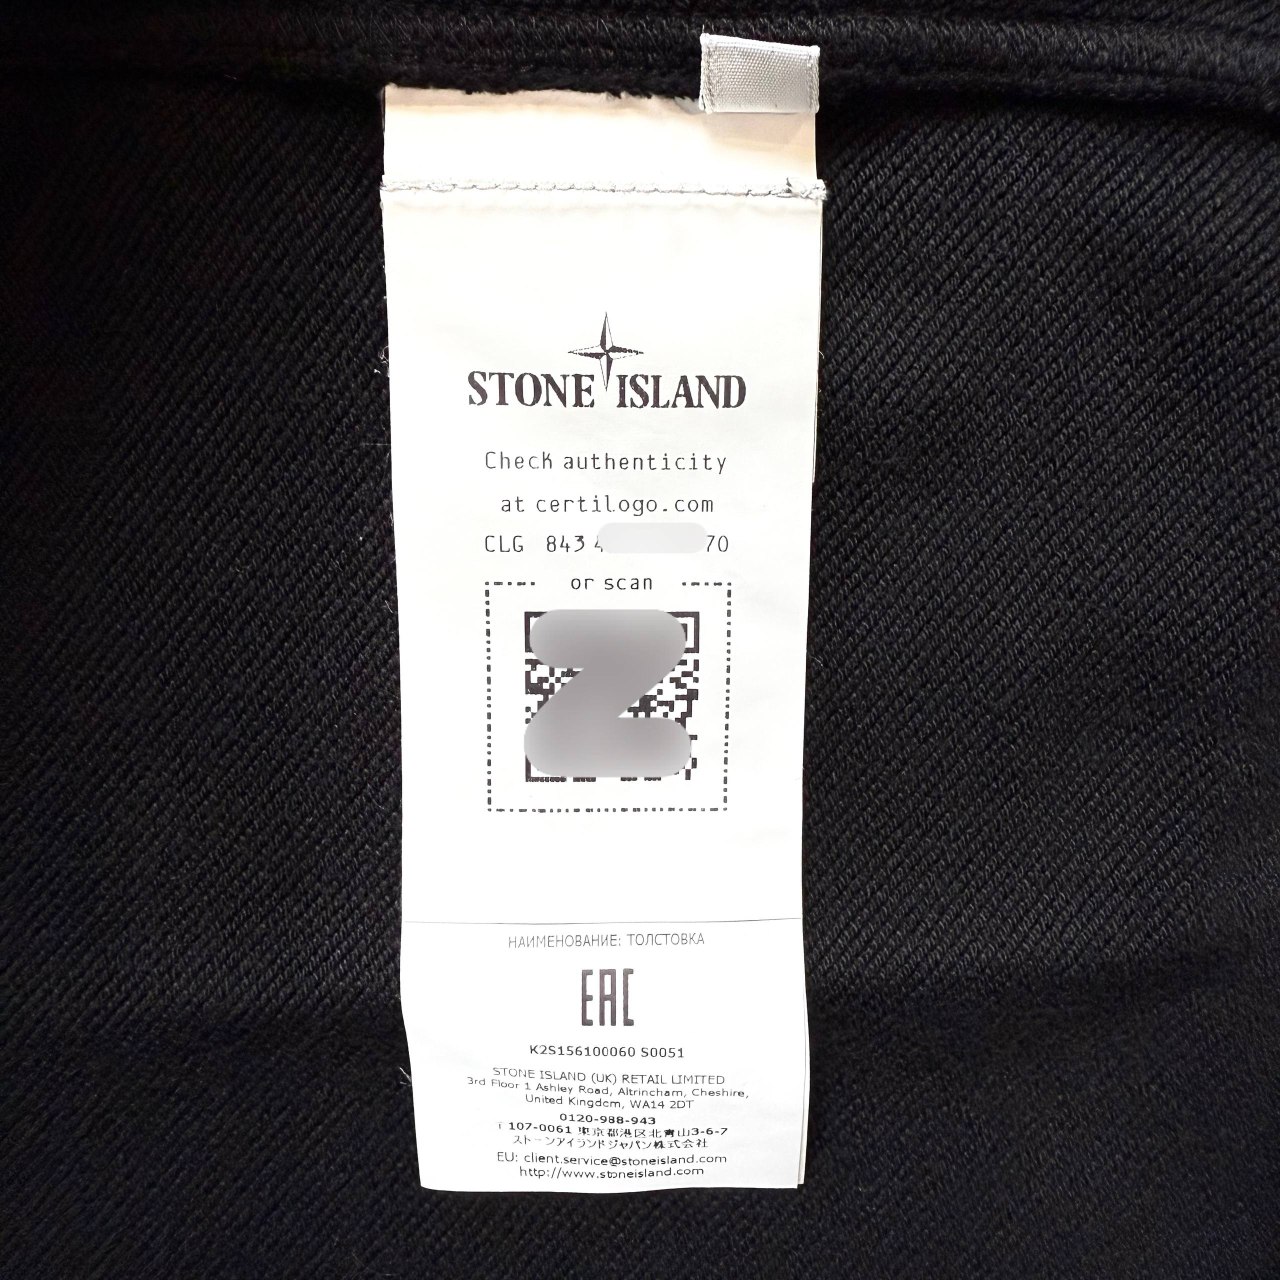 STONE ISLAND
Check authenticity
at certilogo.com
CLG 843 4 70
or scan
НАИМЕНОВАНИЕ: ТОЛСТОВКА
EAC
K2S156100060 S0051
STONE ISLAND (UK) RETAIL LIMITED
3rd Floor 1 Ashley Road, Altrincham, Cheshire,
United Kingdom, WA14 2DT
0120-988-943
〒107-0061 東京都港区北青山3-6-7
ストーンアイランドジャパン株式会社
EU: client.service@stoneisland.com
http://www.stoneisland.com